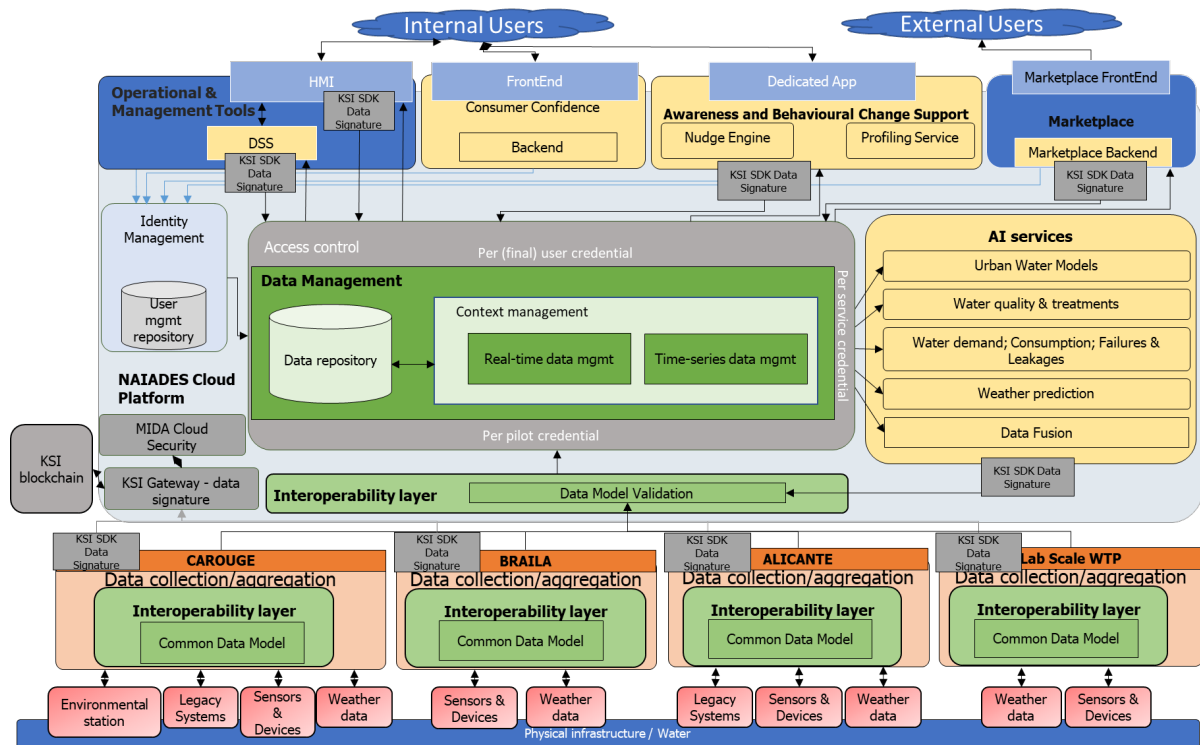 Internal Users
External Users
HMI
FrontEnd
Dedicated App
Marketplace FrontEnd
Operational &
Management Tools
KSI SDK
Data
Signature
DSS
KSI SDK
Data
Signature
Consumer Confidence
Backend
Awareness and Behavioural Change Support
Nudge Engine
Profiling Service
KSI SDK Data
Signature
Marketplace
Marketplace Backend
KSI SDK Data
Signature
Identity
Management
User
mgmt
repository
NAIADES Cloud
Platform
Access control
Per (final) user credential
Per service credential
Data Management
Data repository
Context management
Real-time data mgmt
Time-series data mgmt
Per pilot credential
AI services
Urban Water Models
Water quality & treatments
Water demand; Consumption; Failures &
Leakages
Weather prediction
Data Fusion
KSI SDK Data
Signature
MIDA Cloud
Security
KSI
blockchain
KSI Gateway - data
signature
Interoperability layer
Data Model Validation
KSI SDK
Data
Signature
CAROUGE
Data collection/aggregation
Interoperability layer
Common Data Model
KSI SDK
Data
Signature
BRAILA
Data collection/aggregation
Interoperability layer
Common Data Model
KSI SDK
Data
Signature
ALICANTE
Data collection/aggregation
Interoperability layer
Common Data Model
KSI SDK
Data
Signature
Lab Scale WTP
Data collection/aggregation
Interoperability layer
Common Data Model
Environmental
station
Legacy
Systems
Sensors
&
Devices
Weather
data
Sensors &
Devices
Weather
data
Legacy
Systems
Sensors &
Devices
Weather
data
Weather
data
Sensors &
Devices
Physical infrastructure / Water